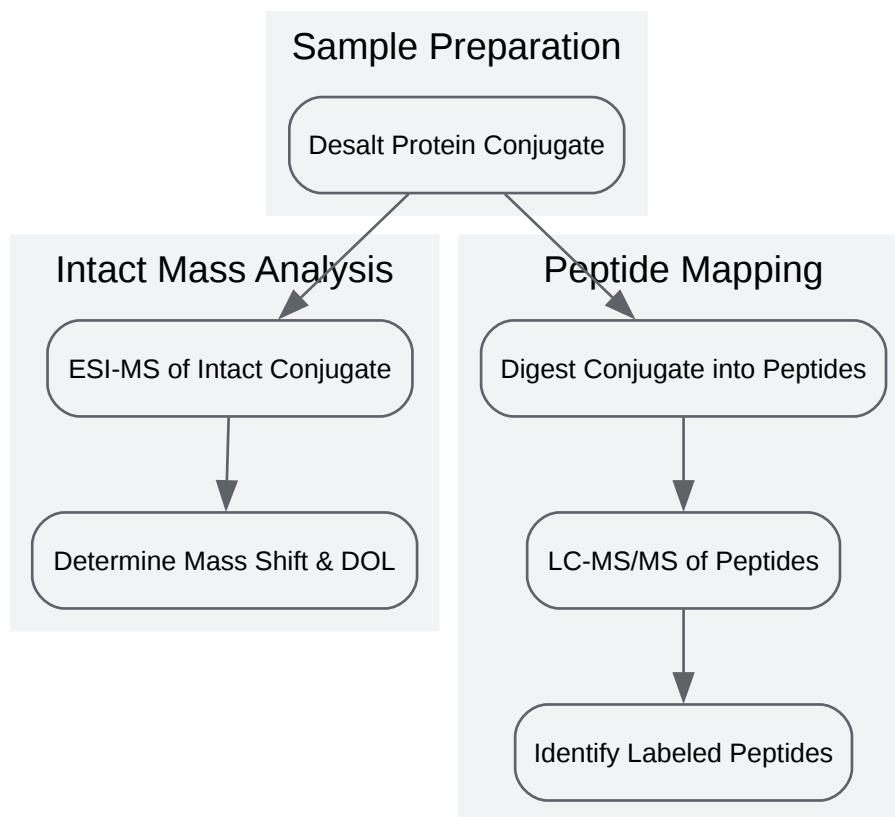 Sample Preparation
Desalt Protein Conjugate
Intact Mass Analysis
ESI-MS of Intact Conjugate
Determine Mass Shift & DOL
Peptide Mapping
Digest Conjugate into Peptides
LC-MS/MS of Peptides
Identify Labeled Peptides